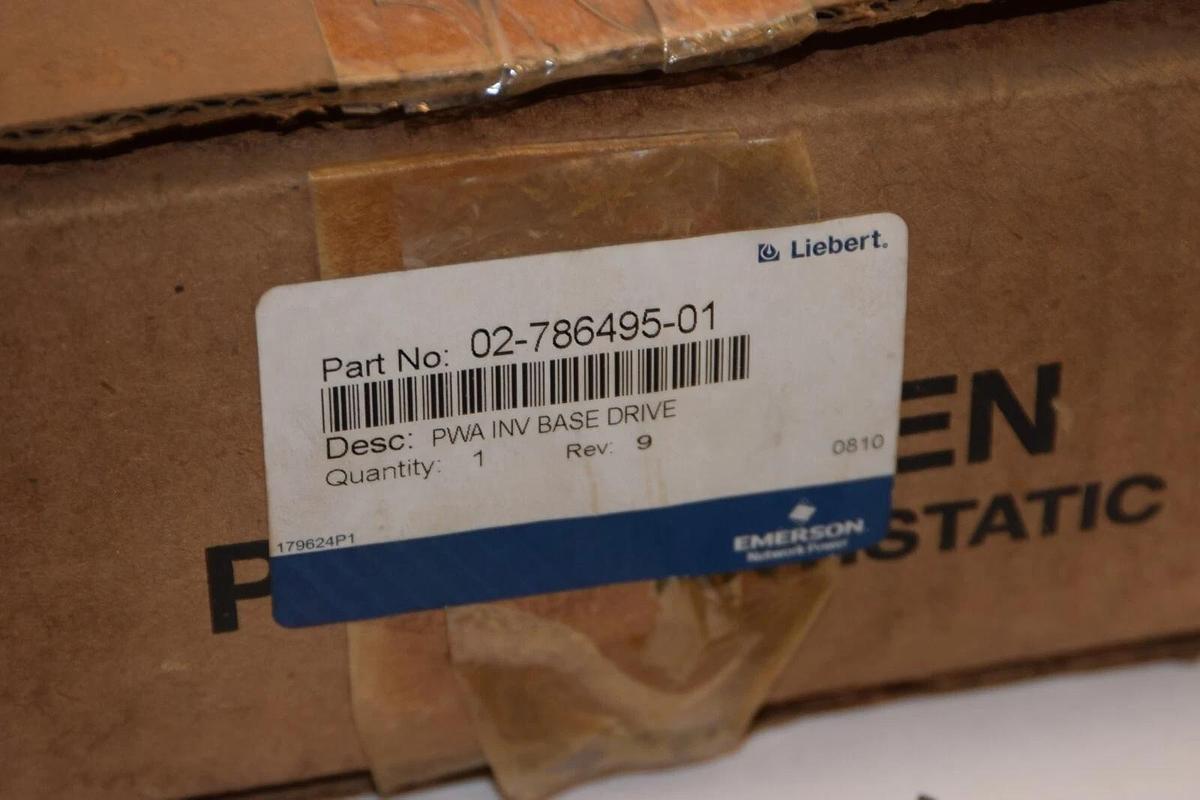 Liebert®
Part No: 02-786495-01
Desc: PWA INV BASE DRIVE
Quantity: 1 Rev: 9
0810
179624P1
EMERSON
Network Power
STATIC